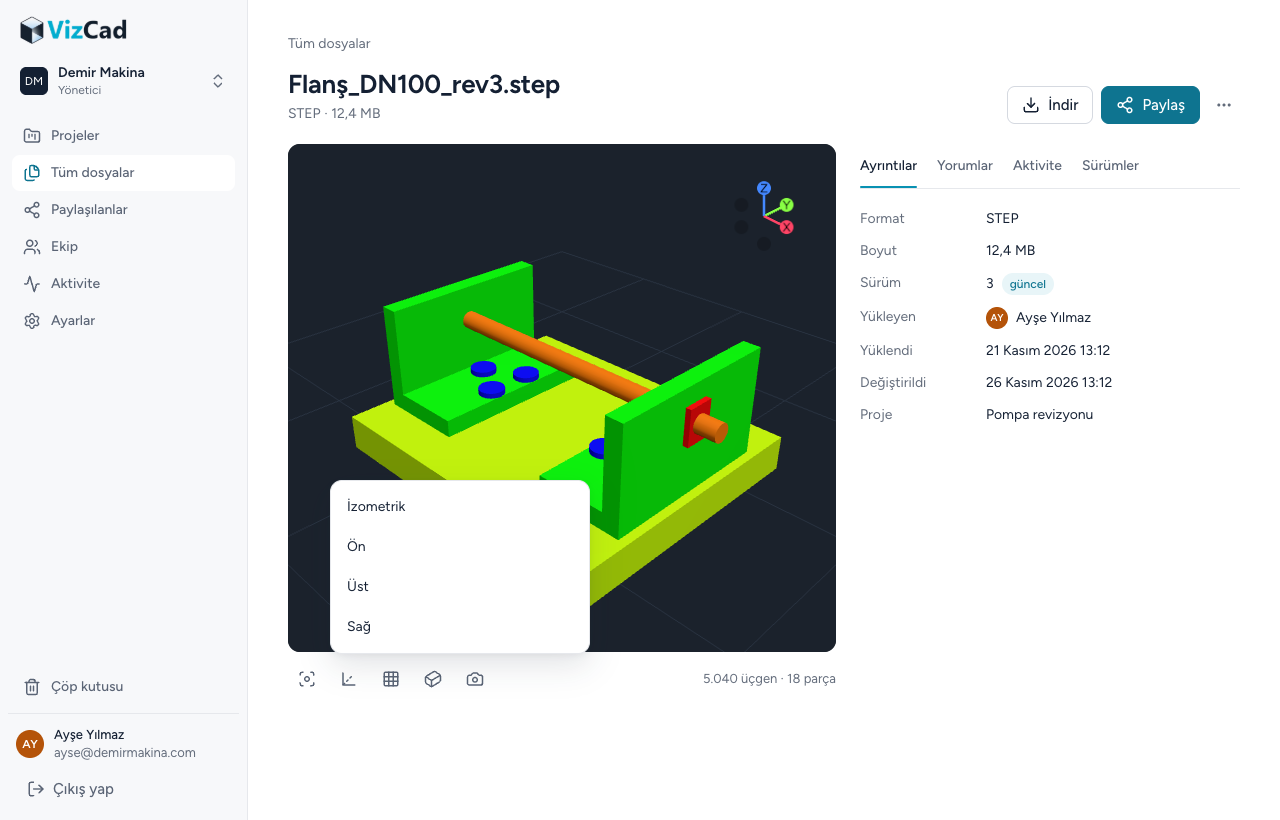 VizCad
DM
Demir Makina
Yönetici
Projeler
Tüm dosyalar
Paylaşılanlar
Ekip
Aktivite
Ayarlar
Çöp kutusu
AY
Ayşe Yılmaz
ayse@demirmakina.com
Çıkış yap
Tüm dosyalar
Flanş_DN100_rev3.step
STEP · 12,4 MB
İndir
Paylaş
Z
Y
X
İzometrik
Ön
Üst
Sağ
5.040 üçgen · 18 parça
Ayrıntılar Yorumlar Aktivite Sürümler
Format STEP
Boyut 12,4 MB
Sürüm 3 güncel
Yükleyen AY Ayşe Yılmaz
Yüklendi 21 Kasım 2026 13:12
Değiştirildi 26 Kasım 2026 13:12
Proje Pompa revizyonu